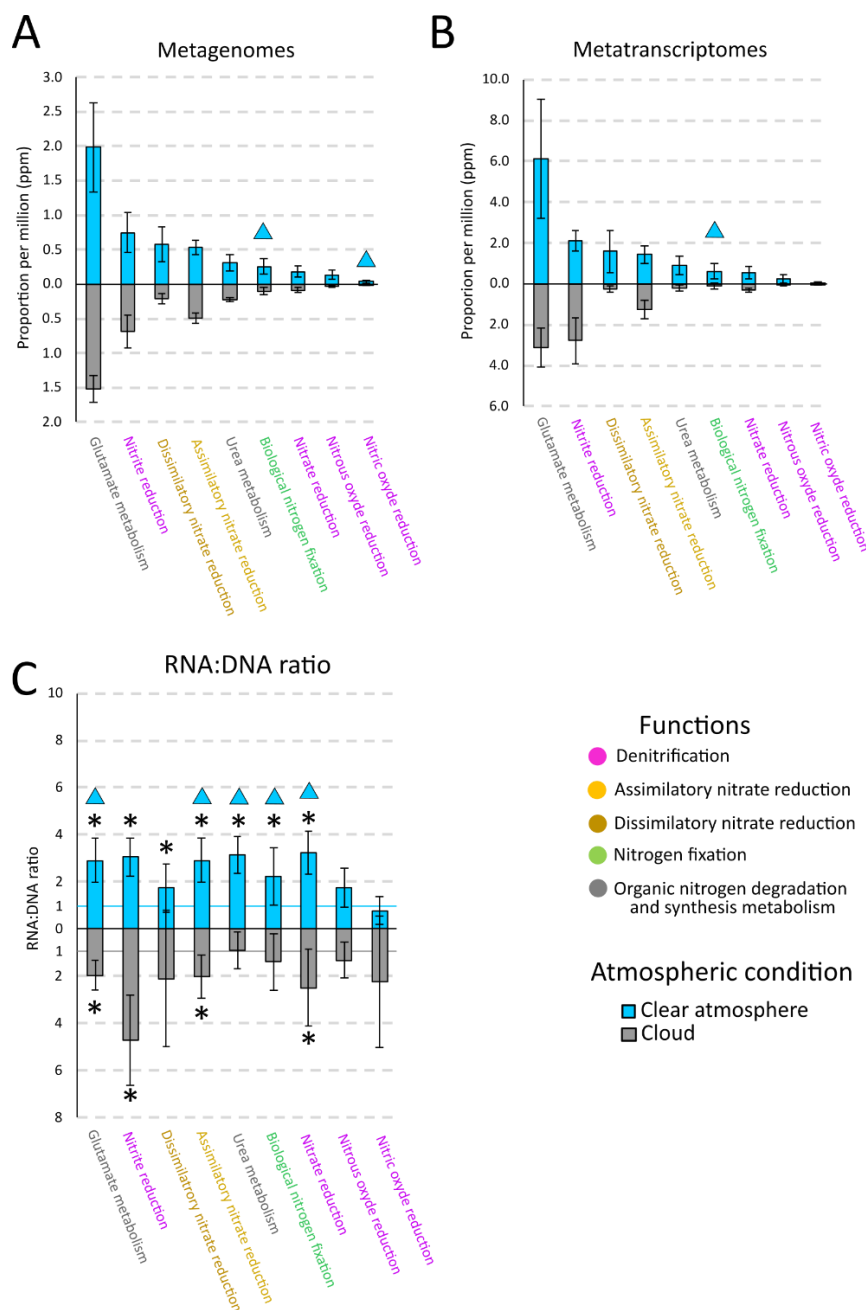 A
Metagenomes
Proportion per million (ppm)
3.0
2.5
2.0
1.5
1.0
0.5
0.0
0.5
1.0
1.5
2.0
Glutamate metabolism
Nitrite reduction
Dissimilatory nitrate reduction
Assimilatory nitrate reduction
Urea metabolism
Biological nitrogen fixation
Nitrate reduction
Nitrous oxyde reduction
Nitric oxyde reduction
B
Metatranscriptomes
Proportion per million (ppm)
10.0
8.0
6.0
4.0
2.0
0.0
2.0
4.0
6.0
Glutamate metabolism
Nitrite reduction
Dissimilatory nitrate reduction
Assimilatory nitrate reduction
Urea metabolism
Biological nitrogen fixation
Nitrate reduction
Nitrous oxyde reduction
Nitric oxyde reduction
C
RNA:DNA ratio
RNA:DNA ratio
10
8
6
4
2
1
0
1
2
4
6
8
* * * * * * *
* * * *
Glutamate metabolism
Nitrite reduction
Dissimilatrory nitrate reduction
Assimilatory nitrate reduction
Urea metabolism
Biological nitrogen fixation
Nitrate reduction
Nitrous oxyde reduction
Nitric oxyde reduction
Functions
Denitrification
Assimilatory nitrate reduction
Dissimilatory nitrate reduction
Nitrogen fixation
Organic nitrogen degradation
and synthesis metabolism
Atmospheric condition
Clear atmosphere
Cloud